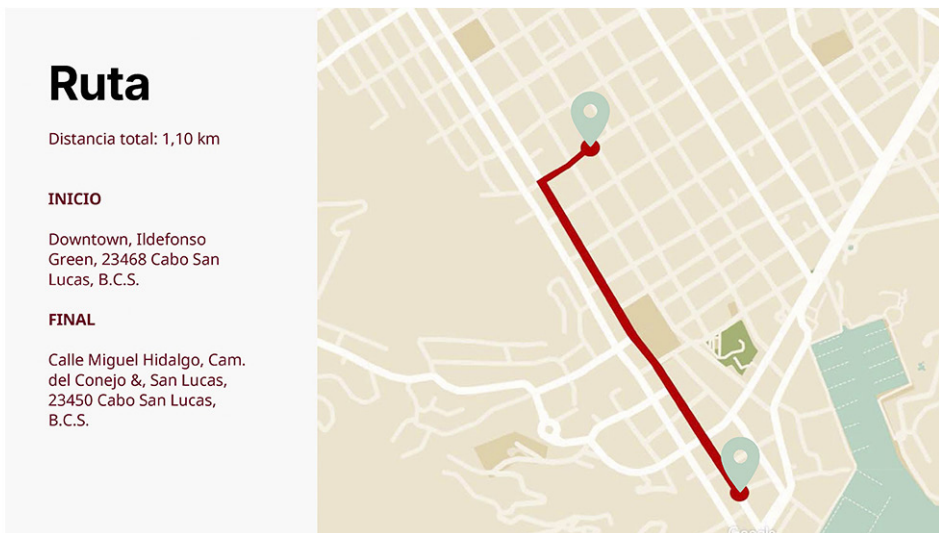 Ruta
Distancia total: 1,10 km
INICIO
Downtown, Ildefonso
Green, 23468 Cabo San
Lucas, B.C.S.
FINAL
Calle Miguel Hidalgo, Cam.
del Conejo &, San Lucas,
23450 Cabo San Lucas,
B.C.S.
Google